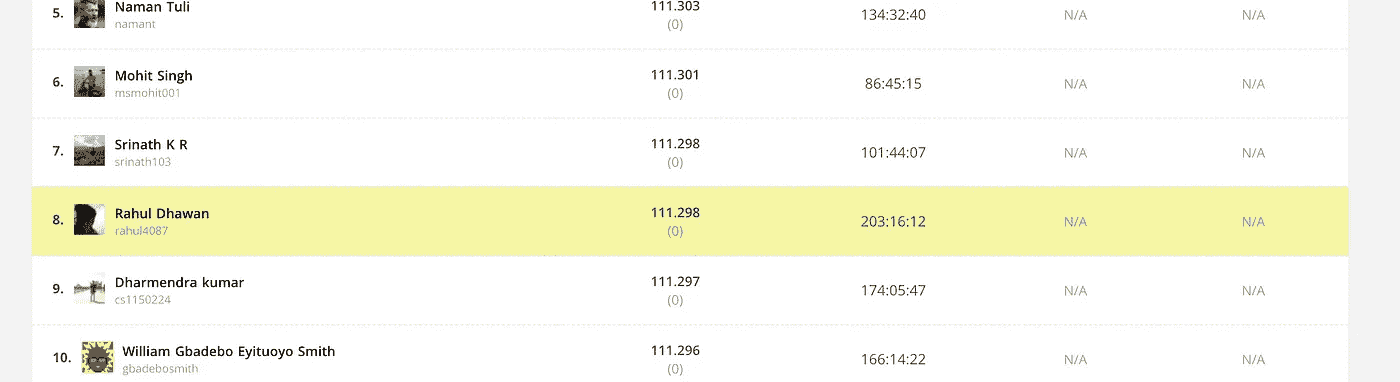 5. Naman Tuli 111.303 134:32:40 N/A N/A
namant (0)
6. Mohit Singh 111.301 86:45:15 N/A N/A
msmohit001 (0)
7. Srinath K R 111.298 101:44:07 N/A N/A
srinath103 (0)
8. Rahul Dhawan 111.298 203:16:12 N/A N/A
rahul4087 (0)
9. Dharmendra kumar 111.297 174:05:47 N/A N/A
cs1150224 (0)
10. William Gbadebo Eyituoyo Smith 111.296 166:14:22 N/A N/A
gbadebosmith (0)